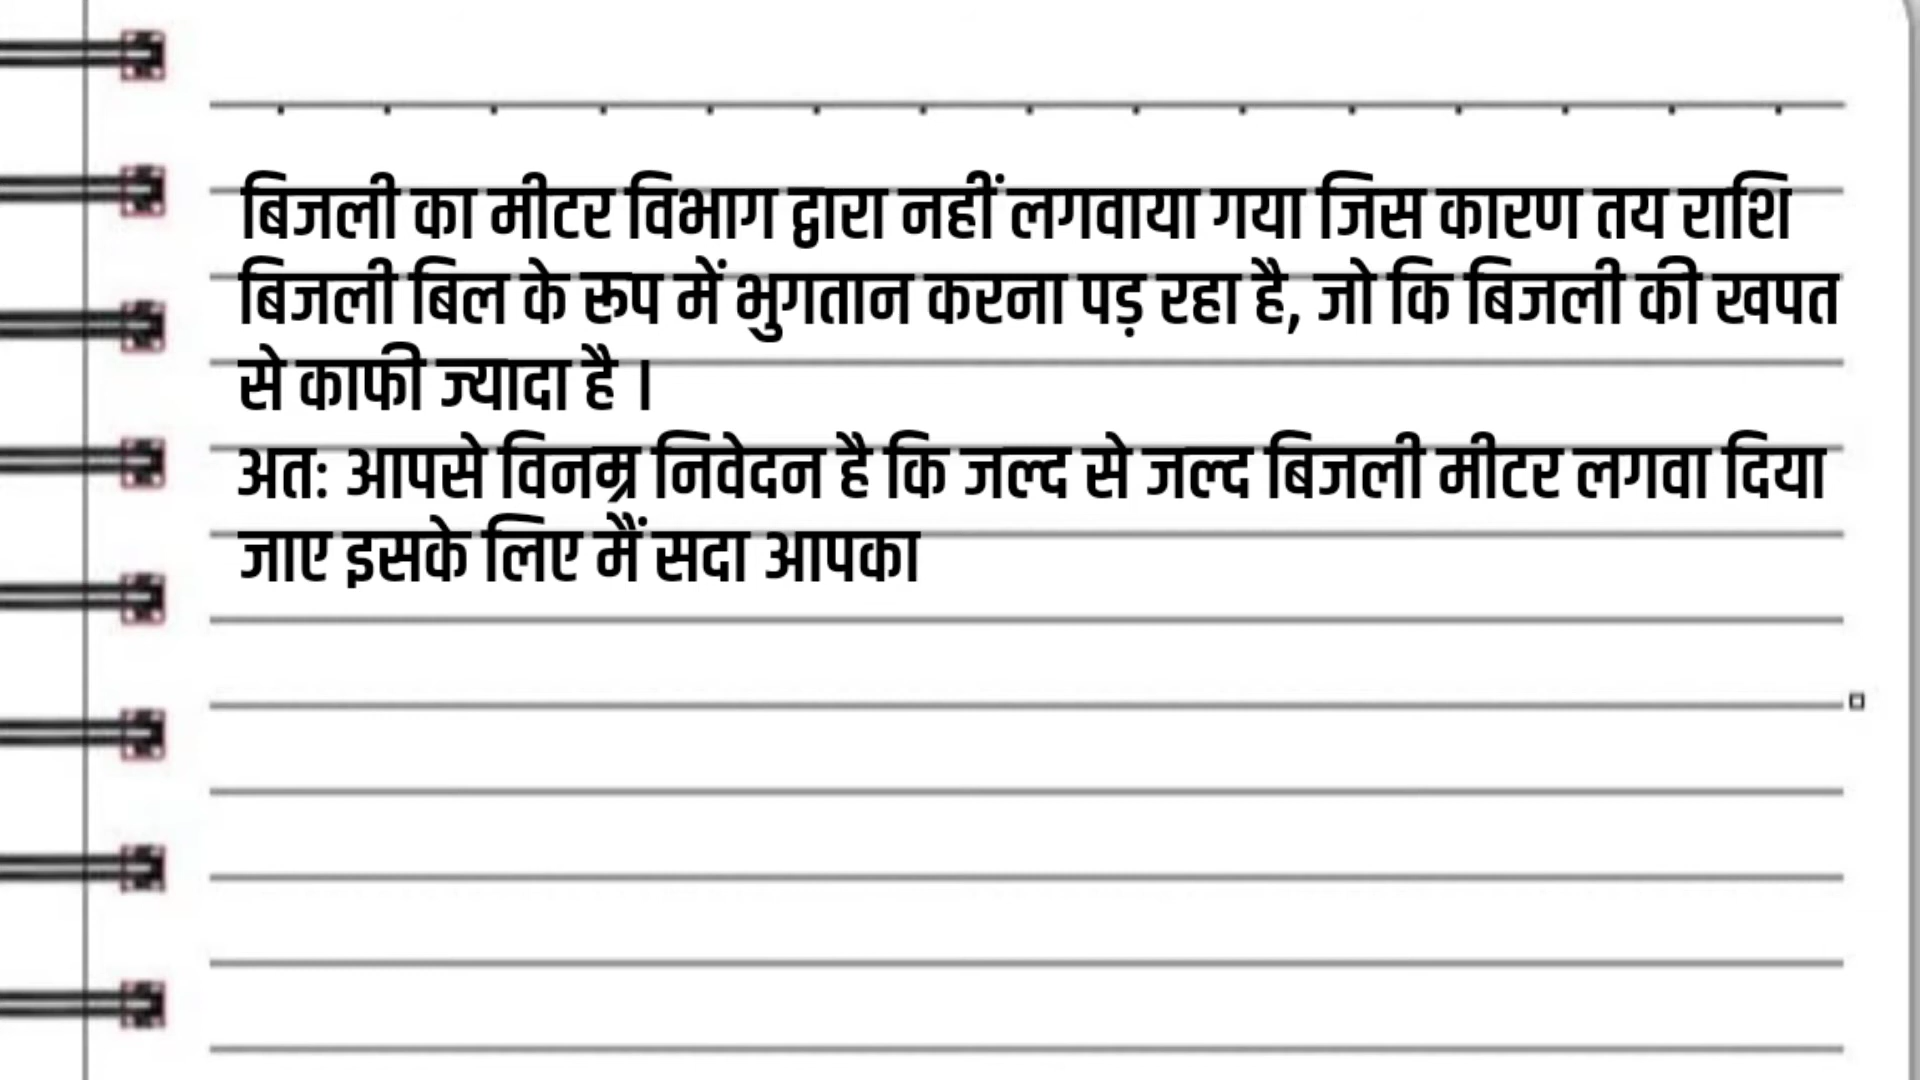 बिजली का मीटर विभाग द्वारा नहीं लगवाया गया जिस कारण तय राशि
बिजली बिल के रूप में भुगतान करना पड़ रहा है, जो कि बिजली की खपत
से काफी ज्यादा है ।
अतः आपसे विनम्र निवेदन है कि जल्द से जल्द बिजली मीटर लगवा दिया
जाए इसके लिए मैं सदा आपका